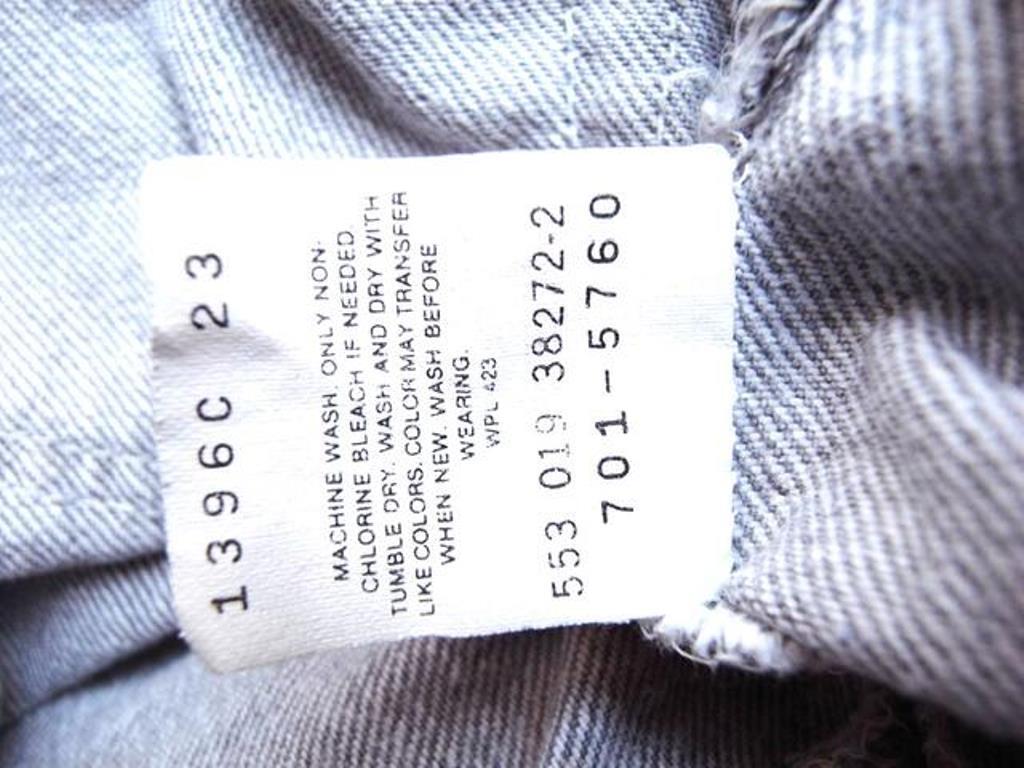 1396C 23
MACHINE WASH. ONLY NON-
CHLORINE BLEACH IF NEEDED.
TUMBLE DRY. WASH AND DRY WITH
LIKE COLORS. COLOR MAY TRANSFER
WHEN NEW. WASH BEFORE
WEARING.
WPL 423
553 019 38272-2
701-5760